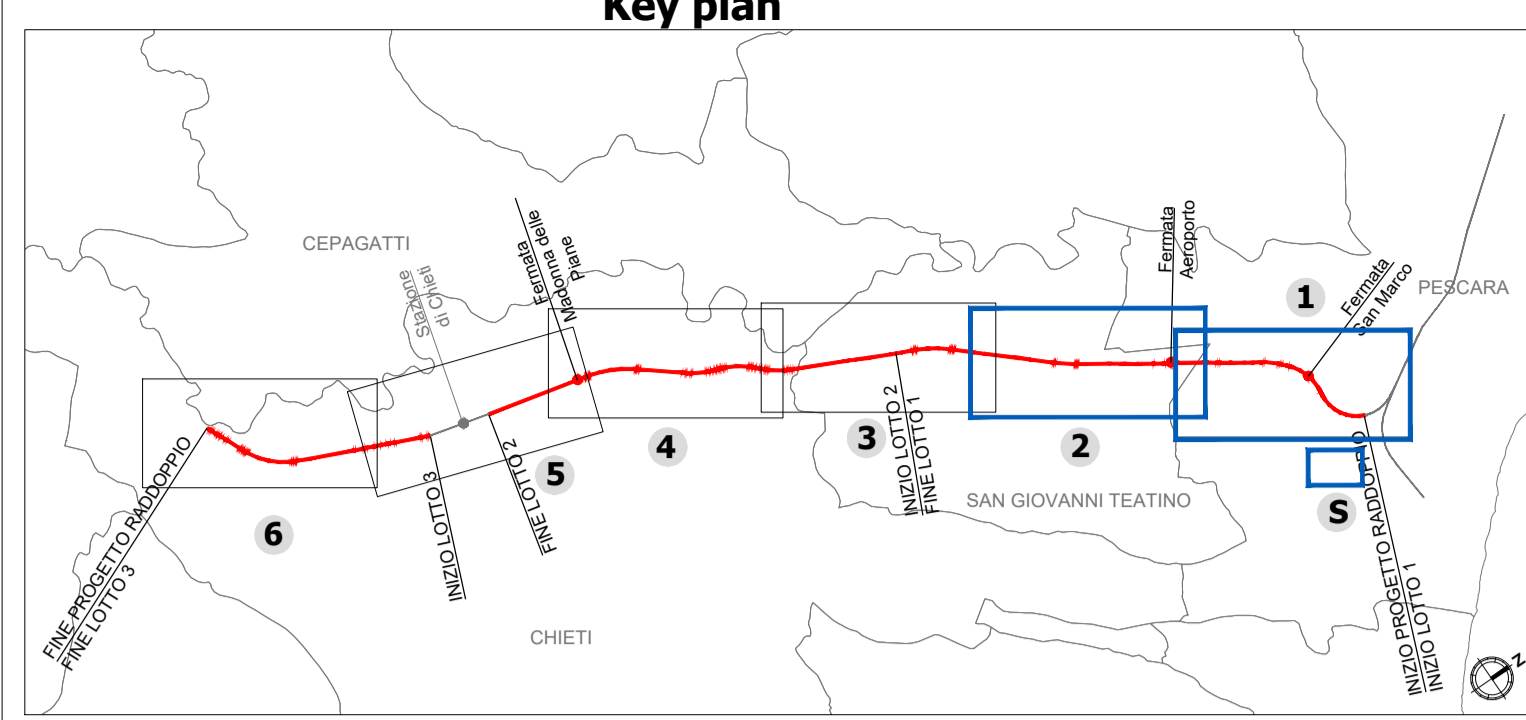 Key plan
CEPAGATTI
Stazione
di Chieti
Fermata
Madonna delle
Piane
Fermata
Aeroporto
Fermata
San Marco
PESCARA
1
2
3
4
5
6
S
INIZIO LOTTO 2
FINE LOTTO 1
SAN GIOVANNI TEATINO
FINE LOTTO 2
INIZIO LOTTO 3
FINE PROGETTO RADDOPPIO
FINE LOTTO 3
CHIETI
INIZIO PROGETTO RADDOPPIO
INIZIO LOTTO 1
N